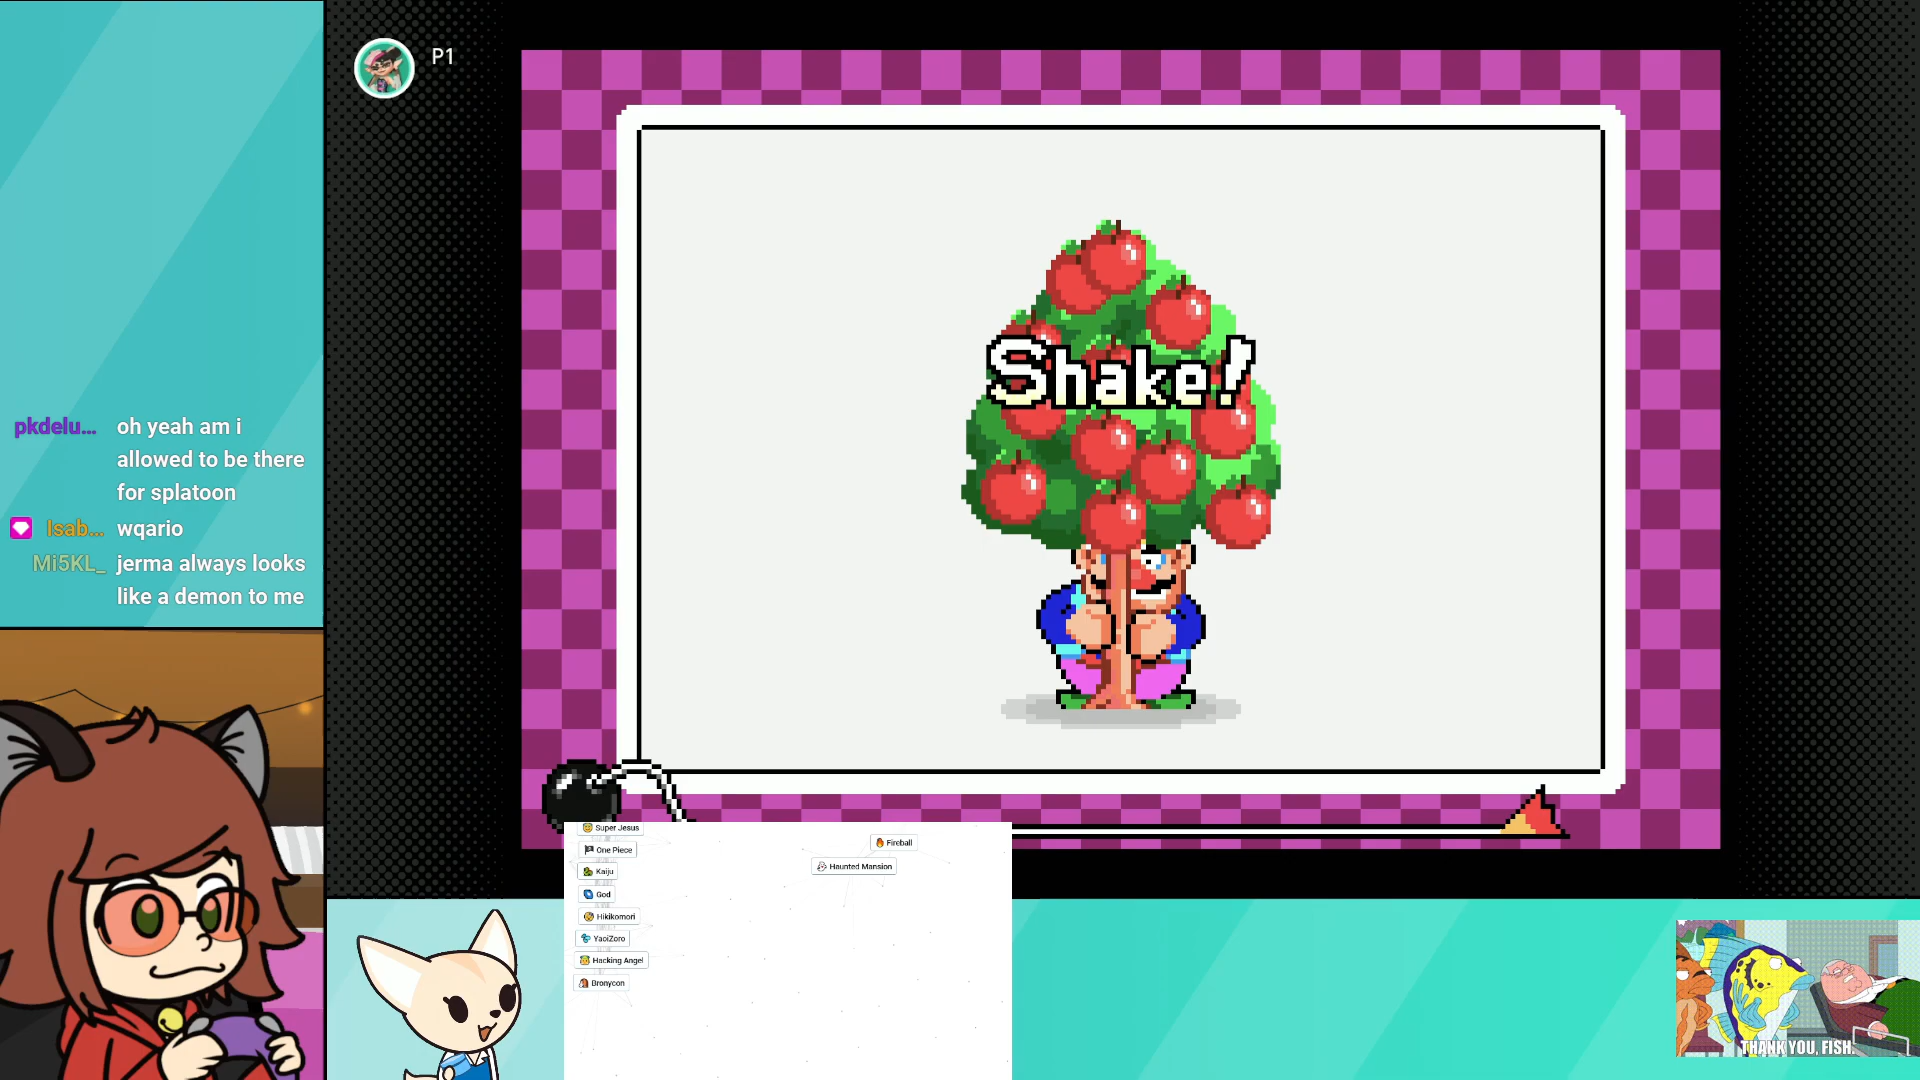 P1
Shake!
pkdelu... oh yeah am i
allowed to be there
for splatoon
Isab... wqario
Mi5KL_ jerma always looks
like a demon to me
Super Jesus
One Piece
Kaiju
God
Hikikomori
YaoiZoro
Hacking Angel
Bronycon
Fireball
Haunted Mansion
THANK YOU, FISH.